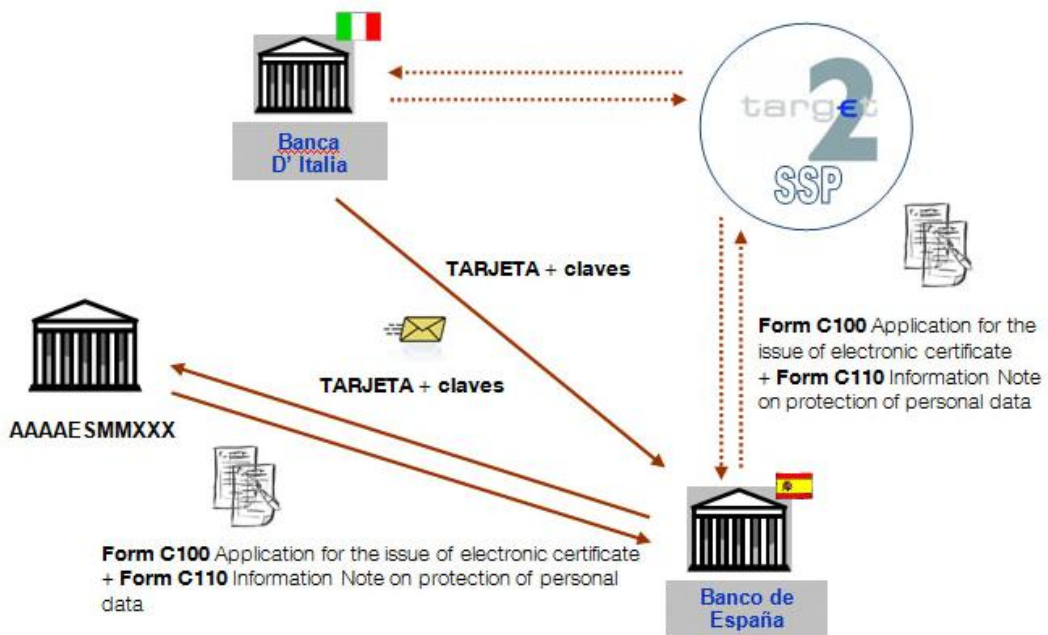 Banca
D' Italia
target
2
SSP
TARJETA + claves
TARJETA + claves
AAAAESMMXXX
Form C100 Application for the
issue of electronic certificate
+ Form C110 Information Note
on protection of personal data
Form C100 Application for the issue of electronic certificate
+ Form C110 Information Note on protection of personal
data
Banco de
España